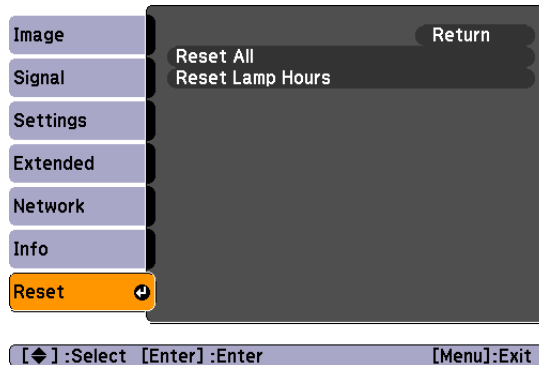 Image
Signal
Settings
Extended
Network
Info
Reset
Return
Reset All
Reset Lamp Hours
[ ] :Select [Enter] :Enter [Menu]:Exit